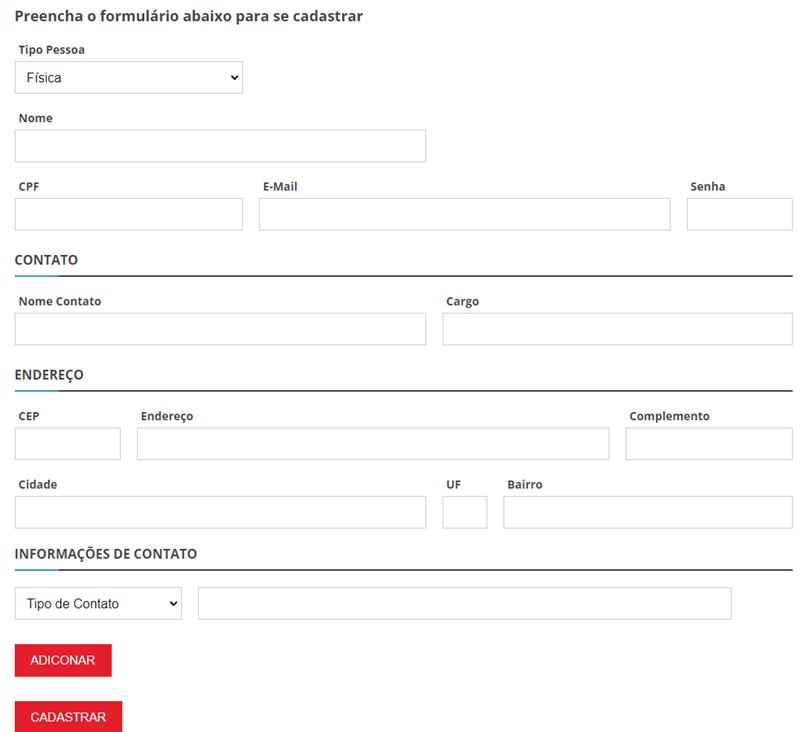 Preencha o formulário abaixo para se cadastrar
Tipo Pessoa
Física
Nome
CPF E-Mail Senha
CONTATO
Nome Contato Cargo
ENDEREÇO
CEP Endereço Complemento
Cidade UF Bairro
INFORMAÇÕES DE CONTATO
Tipo de Contato
ADICONAR
CADASTRAR